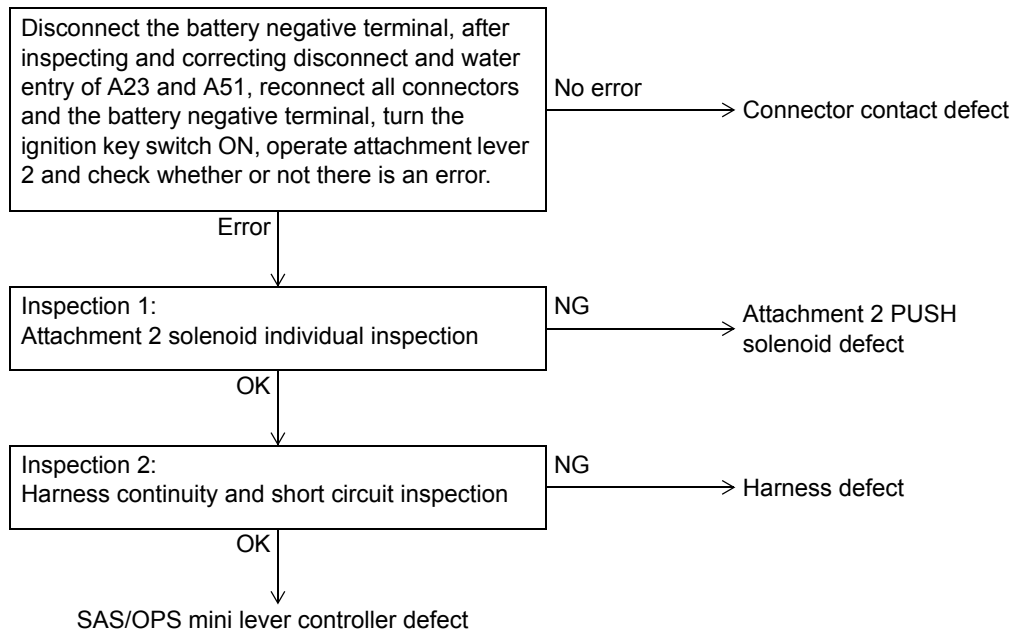 Disconnect the battery negative terminal, after
inspecting and correcting disconnect and water
entry of A23 and A51, reconnect all connectors
and the battery negative terminal, turn the
ignition key switch ON, operate attachment lever
2 and check whether or not there is an error.
No error
Connector contact defect
Error
Inspection 1:
Attachment 2 solenoid individual inspection
NG
Attachment 2 PUSH
solenoid defect
OK
Inspection 2:
Harness continuity and short circuit inspection
NG
Harness defect
OK
SAS/OPS mini lever controller defect